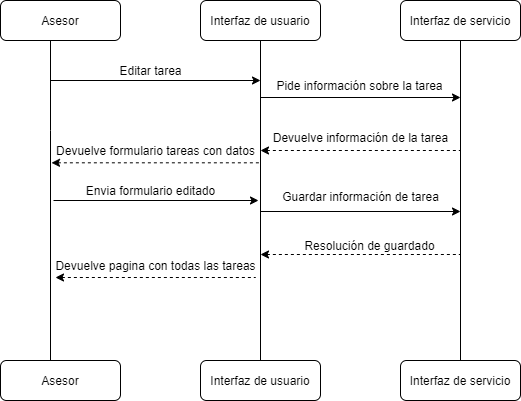 Asesor
Interfaz de usuario
Interfaz de servicio
Editar tarea
Pide información sobre la tarea
Devuelve información de la tarea
Devuelve formulario tareas con datos
Envia formulario editado
Guardar información de tarea
Resolución de guardado
Devuelve pagina con todas las tareas
Asesor
Interfaz de usuario
Interfaz de servicio